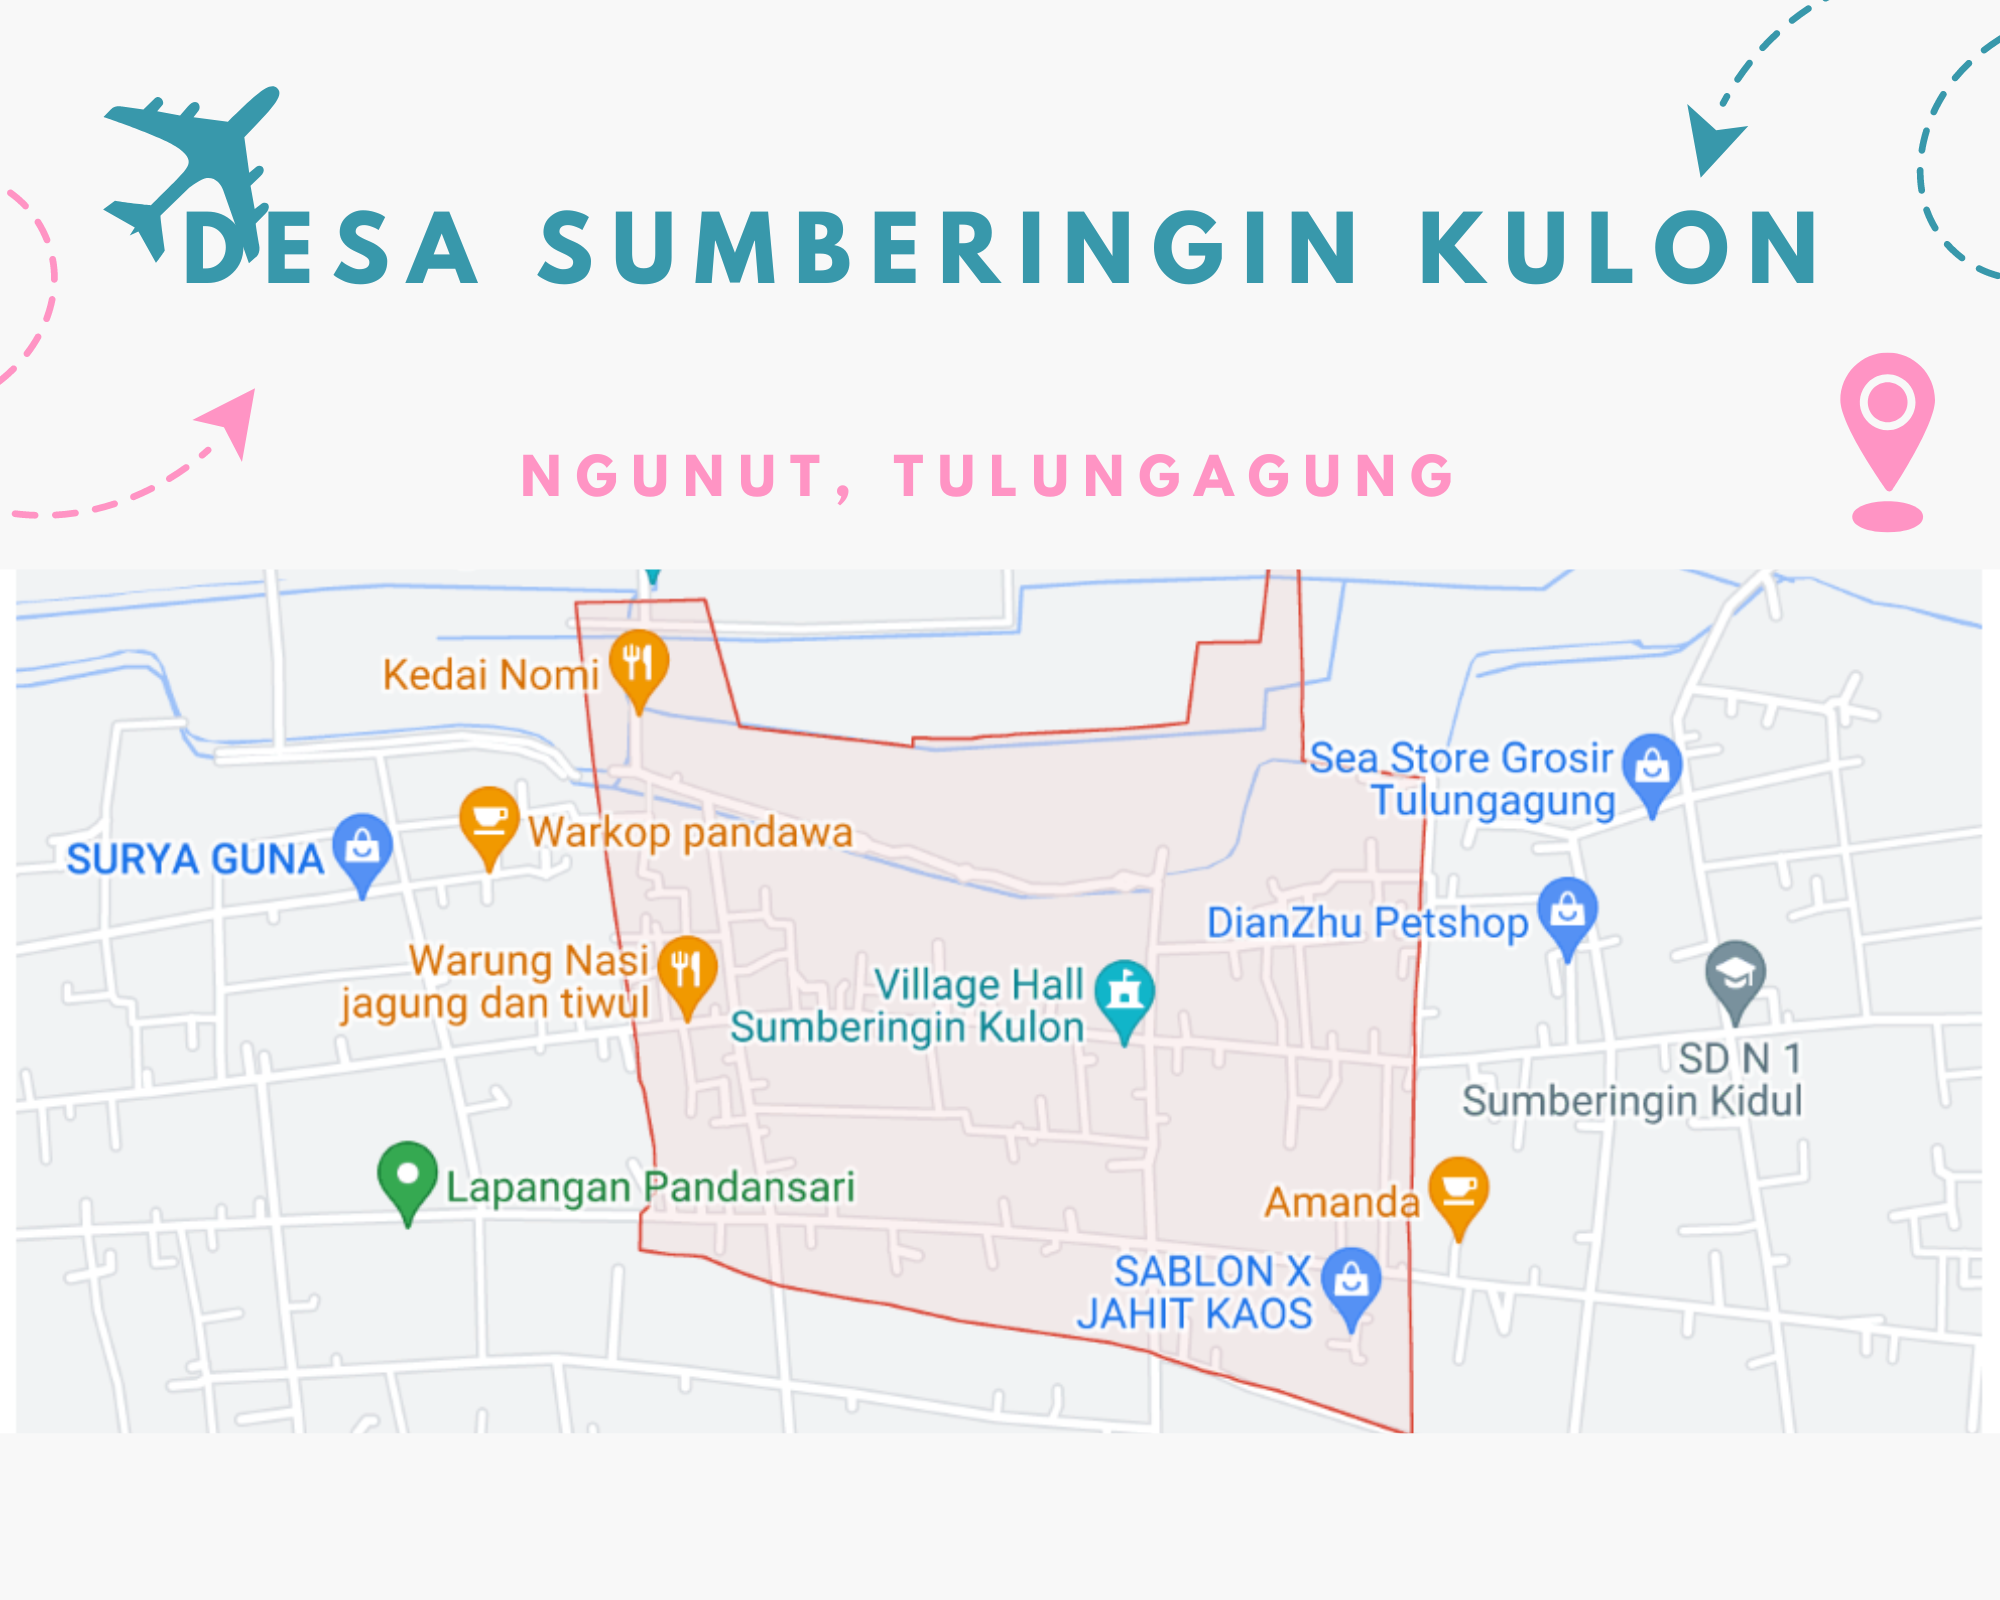 DESA SUMBERINGIN KULON
NGUNUT, TULUNGAGUNG
Kedai Nomi
Sea Store Grosir
Tulungagung
Warkop pandawa
SURYA GUNA
DianZhu Petshop
Warung Nasi
jagung dan tiwul
Village Hall
Sumberingin Kulon
SD N 1
Sumberingin Kidul
Lapangan Pandansari
Amanda
SABLON X
JAHIT KAOS